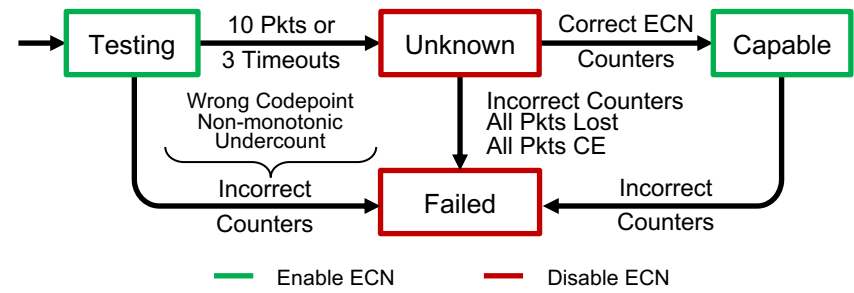 Testing
10 Pkts or
3 Timeouts
Unknown
Correct ECN
Counters
Capable
Wrong Codepoint
Non-monotonic
Undercount
Incorrect Counters
All Pkts Lost
All Pkts CE
Incorrect
Counters
Failed
Incorrect
Counters
Enable ECN
Disable ECN